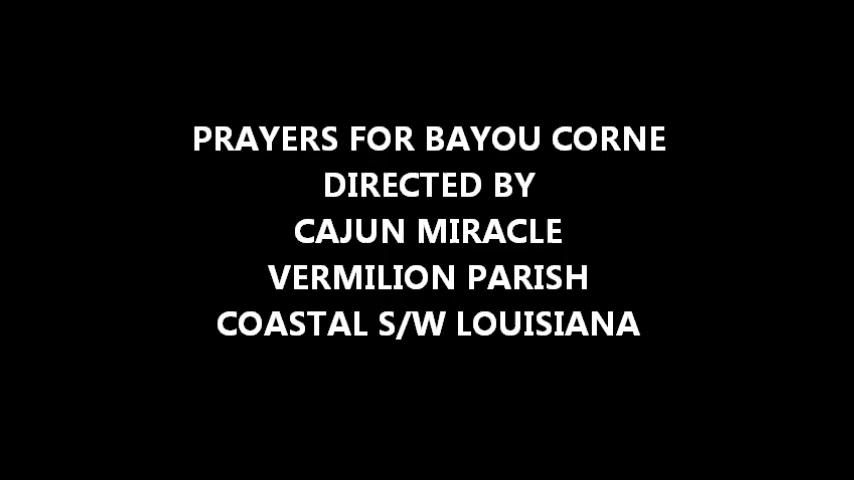 PRAYERS FOR BAYOU CORNE
DIRECTED BY
CAJUN MIRACLE
VERMILION PARISH
COASTAL S/W LOUISIANA